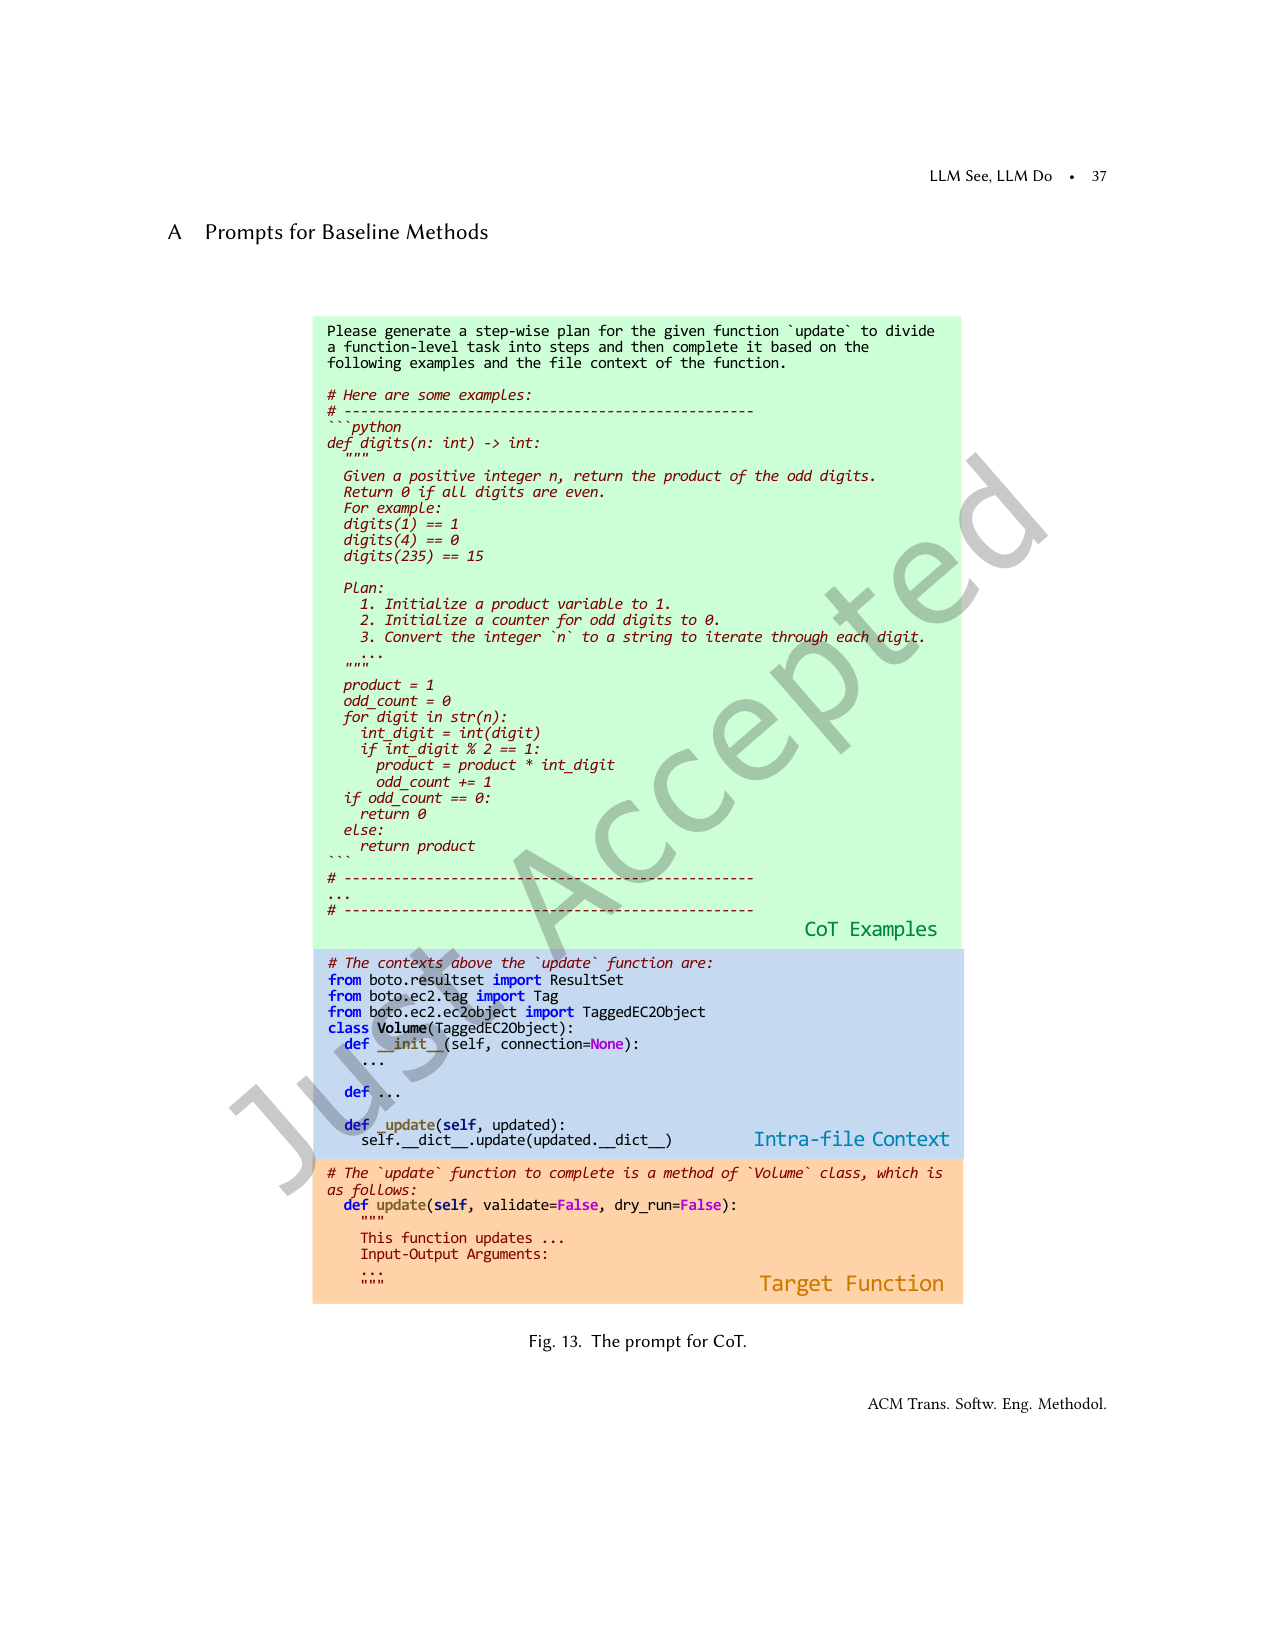 LLM See, LLM Do • 37
A Prompts for Baseline Methods
Please generate a step-wise plan for the given function `update` to divide
a function-level task into steps and then complete it based on the
following examples and the file context of the function.
# Here are some examples:
# --------------------------------------------------
```python
def digits(n: int) -> int:
"""
Given a positive integer n, return the product of the odd digits.
Return 0 if all digits are even.
For example:
digits(1) == 1
digits(4) == 0
digits(235) == 15
Plan:
1. Initialize a product variable to 1.
2. Initialize a counter for odd digits to 0.
3. Convert the integer `n` to a string to iterate through each digit.
...
"""
product = 1
odd_count = 0
for digit in str(n):
int_digit = int(digit)
if int_digit % 2 == 1:
product = product * int_digit
odd_count += 1
if odd_count == 0:
return 0
else:
return product
```
# --------------------------------------------------
...
# --------------------------------------------------
CoT Examples
# The contexts above the `update` function are:
from boto.resultset import ResultSet
from boto.ec2.tag import Tag
from boto.ec2.ec2object import TaggedEC2Object
class Volume(TaggedEC2Object):
def __init__(self, connection=None):
...
def ...
def _update(self, updated):
self.__dict__.update(updated.__dict__)
Intra-file Context
# The `update` function to complete is a method of `Volume` class, which is
as follows:
def update(self, validate=False, dry_run=False):
"""
This function updates ...
Input-Output Arguments:
...
"""
Target Function
Fig. 13. The prompt for CoT.
ACM Trans. Softw. Eng. Methodol.
Just Accepted